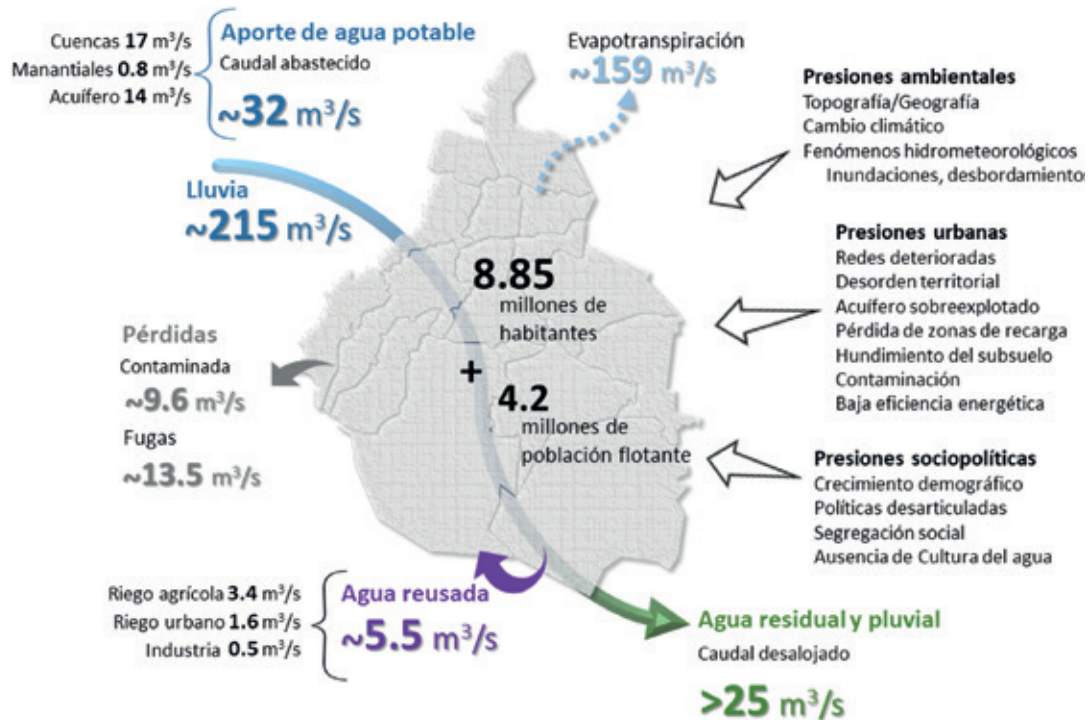 Cuencas 17 m³/s
Manantiales 0.8 m³/s
Acuífero 14 m³/s
Aporte de agua potable
Caudal abastecido
~32 m³/s
Evapotranspiración
~159 m³/s
Lluvia
~215 m³/s
Presiones ambientales
Topografía/Geografía
Cambio climático
Fenómenos hidrometeorológicos
Inundaciones, desbordamientos
8.85
millones de
habitantes
+
4.2
millones de
población flotante
Presiones urbanas
Redes deterioradas
Desorden territorial
Acuífero sobreexplotado
Pérdida de zonas de recarga
Hundimiento del subsuelo
Contaminación
Baja eficiencia energética
Pérdidas
Contaminada
~9.6 m³/s
Fugas
~13.5 m³/s
Presiones sociopolíticas
Crecimiento demográfico
Políticas desarticuladas
Segregación social
Ausencia de Cultura del agua
Riego agrícola 3.4 m³/s
Riego urbano 1.6 m³/s
Industria 0.5 m³/s
Agua reusada
~5.5 m³/s
Agua residual y pluvial
Caudal desalojado
>25 m³/s